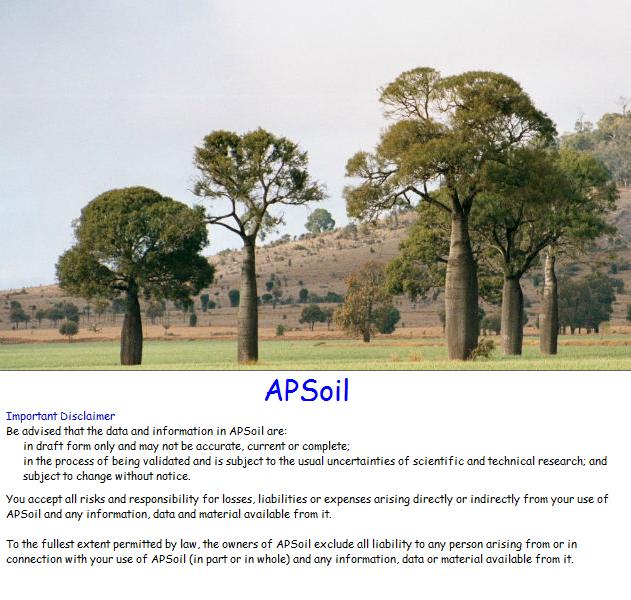 APSoil
Important Disclaimer
Be advised that the data and information in APSoil are:
in draft form only and may not be accurate, current or complete;
in the process of being validated and is subject to the usual uncertainties of scientific and technical research; and
subject to change without notice.
You accept all risks and responsibility for losses, liabilities or expenses arising directly or indirectly from your use of
APSoil and any information, data and material available from it.
To the fullest extent permitted by law, the owners of APSoil exclude all liability to any person arising from or in
connection with your use of APSoil (in part or in whole) and any information, data or material available from it.